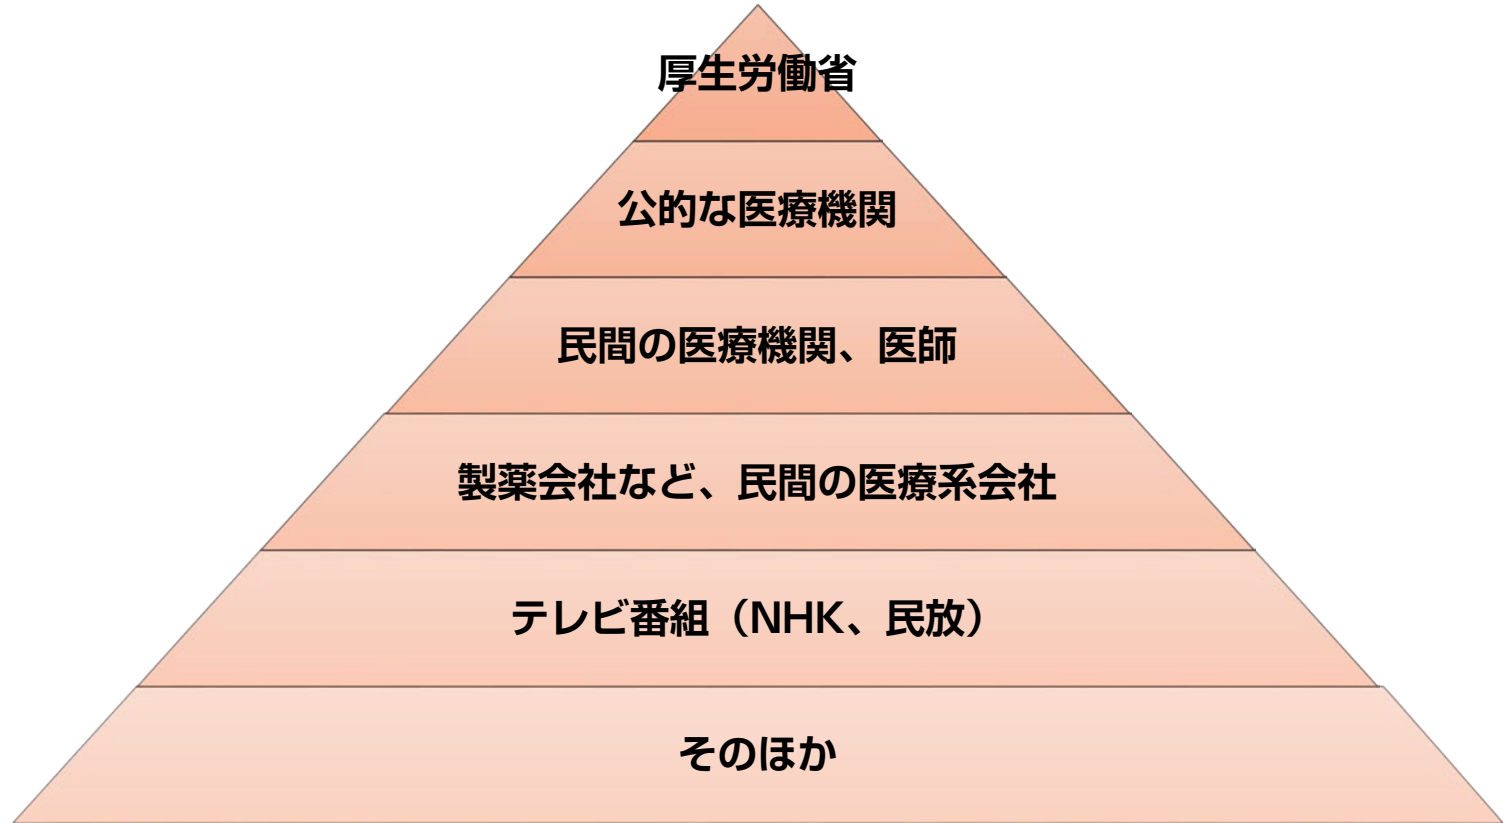 厚生労働省
公的な医療機関
民間の医療機関、医師
製薬会社など、民間の医療系会社
テレビ番組（NHK、民放）
そのほか